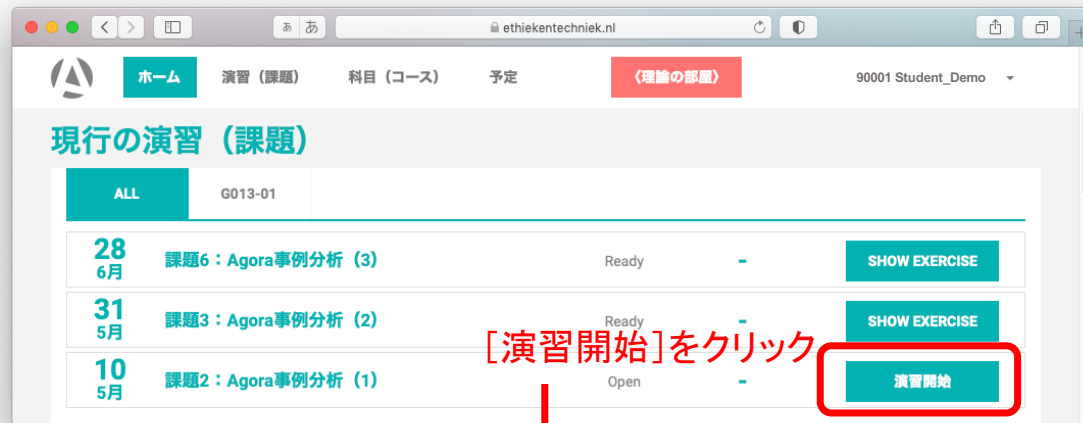 あ あ ethiekentechniek.nl
ホーム 演習（課題） 科目（コース） 予定 〈理論の部屋〉 90001 Student_Demo
現行の演習（課題）
ALL G013-01
28
6月
課題6：Agora事例分析（3） Ready - SHOW EXERCISE
31
5月
課題3：Agora事例分析（2） Ready - SHOW EXERCISE
［演習開始］をクリック
10
5月
課題2：Agora事例分析（1） Open - 演習開始